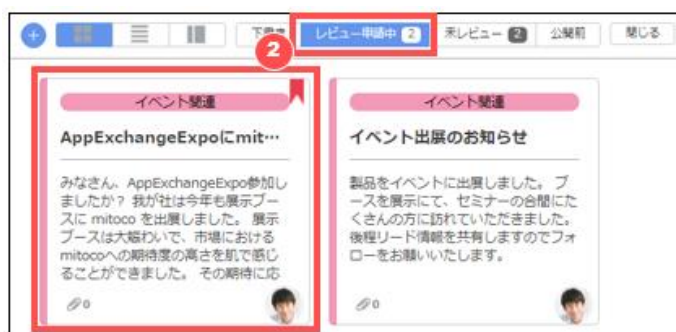 下書き レビュー申請中 2 未レビュー 2 公開前 閉じる
2
イベント関連
AppExchangeExpoにmit…
みなさん、AppExchangeExpo参加し
ましたか？ 我が社は今年も展示ブー
スに mitoco を出展しました。 展示
ブースは大賑わいで、市場における
mitocoへの期待度の高さを肌で感じ
ることができました。 その期待に応
0
イベント関連
イベント出展のお知らせ
製品をイベントに出展しました。 ブ
ースを展示にて、セミナーの合間にた
くさんの方に訪れていただきました。
後程リード情報を共有しますのでフォ
ローをお願いいたします。
0